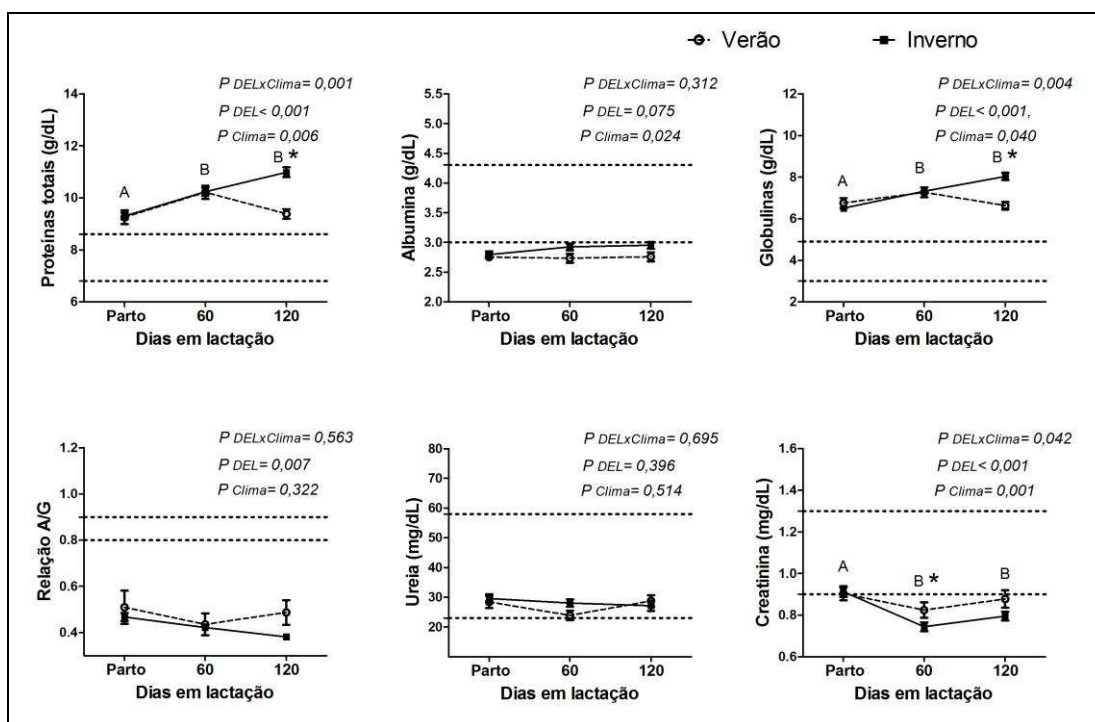 Verão Inverno
P DELxClima= 0,001
P DEL< 0,001
P Clima= 0,006
14
12
10
8
6
A
B
B *
Proteínas totais (g/dL)
Parto 60 120
Dias em lactação
P DELxClima= 0,312
P DEL= 0,075
P Clima= 0,024
5.5
5.0
4.5
4.0
3.5
3.0
2.5
2.0
Albumina (g/dL)
Parto 60 120
Dias em lactação
P DELxClima= 0,004
P DEL< 0,001,
P Clima= 0,040
12
10
8
6
4
2
A
B
B *
Globulinas (g/dL)
Parto 60 120
Dias em lactação
P DELxClima= 0,563
P DEL= 0,007
P Clima= 0,322
1.2
1.0
0.8
0.6
0.4
Relação A/G
Parto 60 120
Dias em lactação
P DELxClima= 0,695
P DEL= 0,396
P Clima= 0,514
80
70
60
50
40
30
20
Ureia (mg/dL)
Parto 60 120
Dias em lactação
P DELxClima= 0,042
P DEL< 0,001
P Clima= 0,001
1.6
1.4
1.2
1.0
0.8
0.6
A
B *
B
Creatinina (mg/dL)
Parto 60 120
Dias em lactação